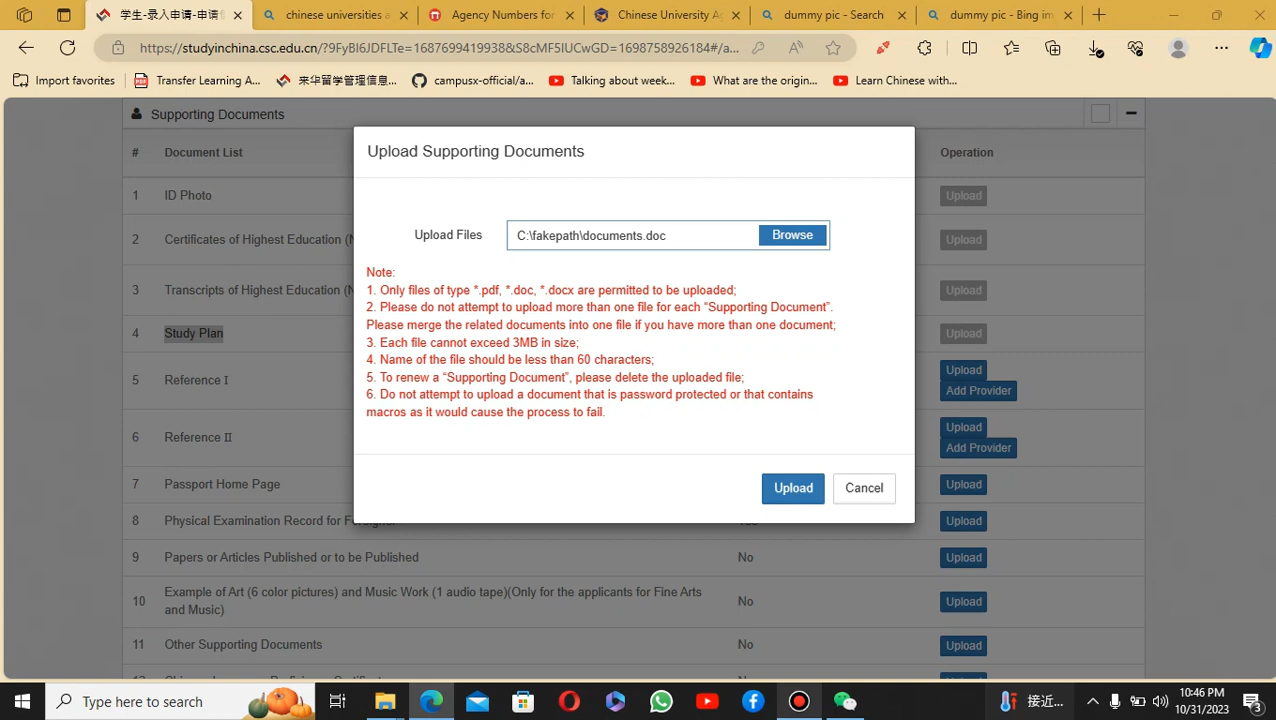 学生-录入申请-申请信
chinese universities a
Agency Numbers for
Chinese University Ag
dummy pic - Search
dummy pic - Bing im
https://studyinchina.csc.edu.cn/?9FyBI6JDFLTe=16876994419938&S8cMF5IUCwGD=1698758926184#/a...
Import favorites
Transfer Learning A...
来华留学管理信息...
campusx-official/a...
Talking about week...
What are the origin...
Learn Chinese with...
Supporting Documents
# Document List Operation
Upload Supporting Documents
1 ID Photo Upload
2 Certificates of Highest Education (N Upload
Upload Files C:\fakepath\documents.doc Browse
3 Transcripts of Highest Education (N Upload
4 Study Plan Upload
5 Reference I Upload
Add Provider
6 Reference II Upload
Add Provider
Note:
1. Only files of type *.pdf, *.doc, *.docx are permitted to be uploaded;
2. Please do not attempt to upload more than one file for each “Supporting Document”.
Please merge the related documents into one file if you have more than one document;
3. Each file cannot exceed 3MB in size;
4. Name of the file should be less than 60 characters;
5. To renew a “Supporting Document”, please delete the uploaded file;
6. Do not attempt to upload a document that is password protected or that contains
macros as it would cause the process to fail.
Upload Cancel
7 Passport Home Page Upload
8 Physical Examination Record for Foreigner Yes Upload
9 Papers or Articles Published or to be Published No Upload
10 Example of Art (6 color pictures) and Music Work (1 audio tape)(Only for the applicants for Fine Arts
and Music) No Upload
11 Other Supporting Documents No Upload
Type here to search
接近...
10:46 PM
10/31/2023
3